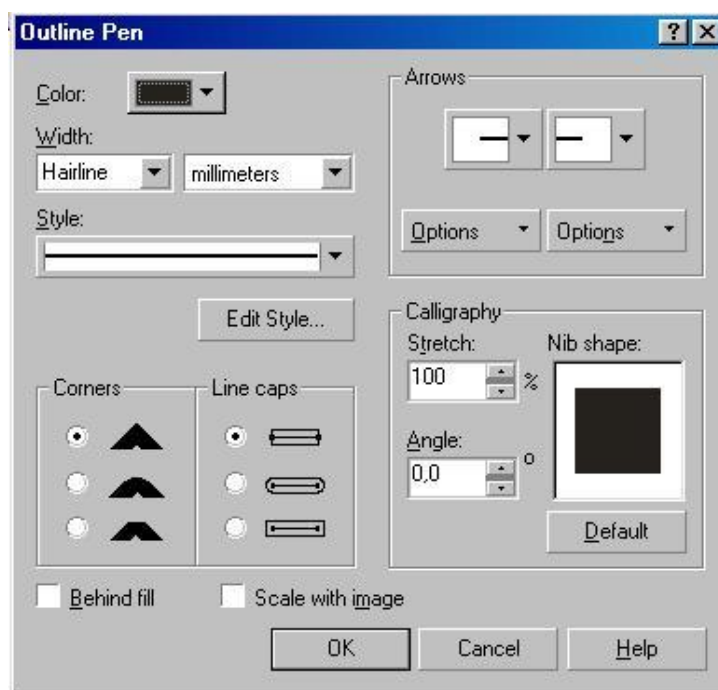 Outline Pen
Color:
Width:
Hairline
millimeters
Style:
Edit Style...
Arrows
Options
Options
Corners
Line caps
Calligraphy
Stretch:
Nib shape:
100
%
Angle:
0,0
o
Default
Behind fill
Scale with image
OK
Cancel
Help